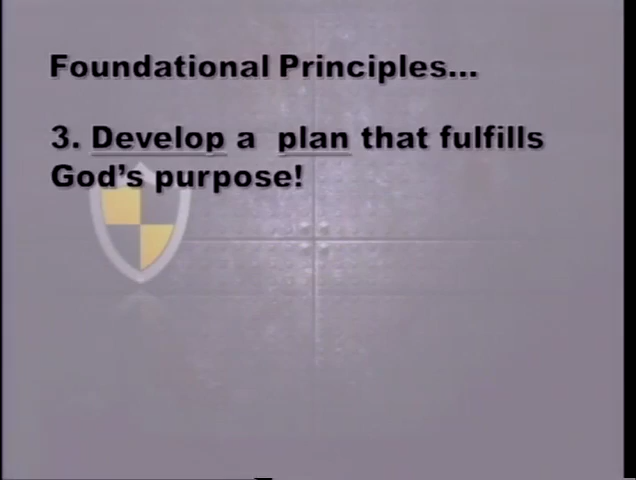 Foundational Principles...
3. Develop a plan that fulfills
God's purpose!